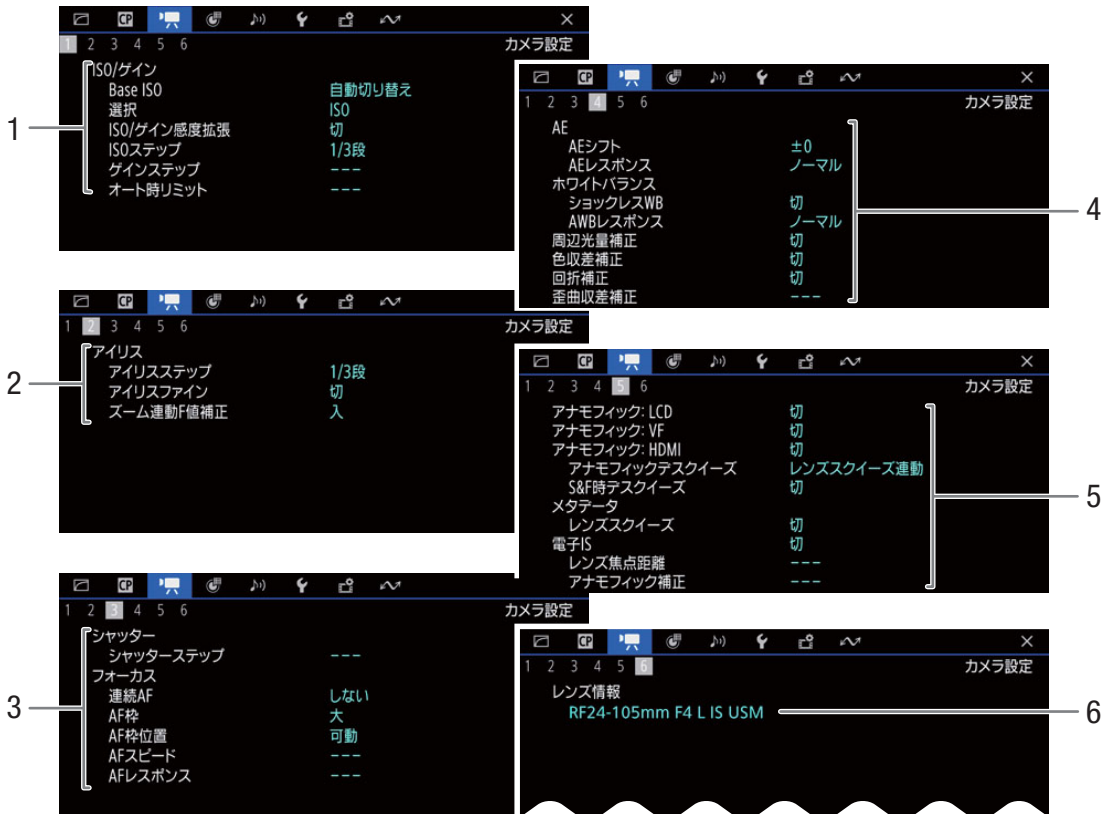 CP
1 2 3 4 5 6
カメラ設定
ISO/ゲイン
Base ISO 自動切り替え
選択 ISO
ISO/ゲイン感度拡張 切
ISOステップ 1/3段
ゲインステップ ---
オート時リミット ---
1
CP
1 2 3 4 5 6
カメラ設定
アイリス
アイリスステップ 1/3段
アイリスファイン 切
ズーム連動F値補正 入
2
CP
1 2 3 4 5 6
カメラ設定
シャッター
シャッターステップ ---
フォーカス
連続AF しない
AF枠 大
AF枠位置 可動
AFスピード ---
AFレスポンス ---
3
CP
1 2 3 4 5 6
カメラ設定
AE
AEシフト ±0
AEレスポンス ノーマル
ホワイトバランス
ショックレスWB 切
AWBレスポンス ノーマル
周辺光量補正 切
色収差補正 切
回折補正 切
歪曲収差補正 ---
4
CP
1 2 3 4 5 6
カメラ設定
アナモフィック: LCD 切
アナモフィック: VF 切
アナモフィック: HDMI 切
アナモフィックデスクイーズ レンズスクイーズ連動
S&F時デスクイーズ 切
メタデータ
レンズスクイーズ 切
電子IS 切
レンズ焦点距離 ---
アナモフィック補正 ---
5
CP
1 2 3 4 5 6
カメラ設定
レンズ情報
RF24-105mm F4 L IS USM
6